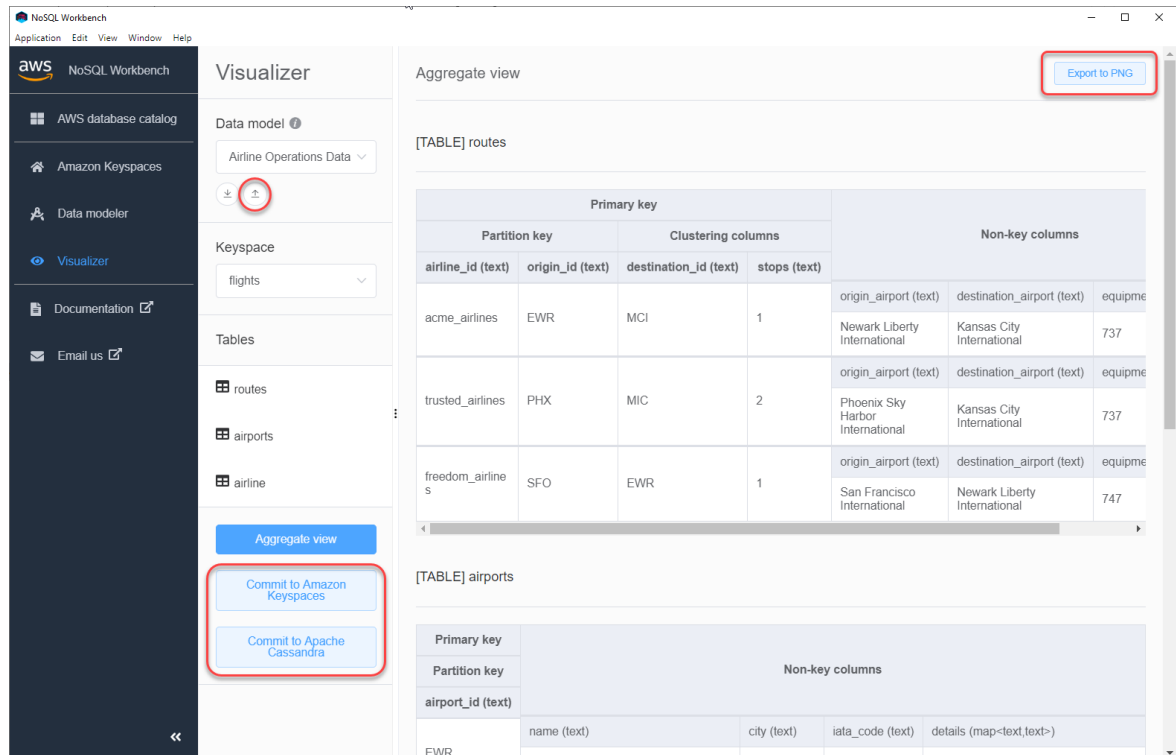 NoSQL Workbench
Application Edit View Window Help
aws NoSQL Workbench
AWS database catalog
Amazon Keyspaces
Data modeler
Visualizer
Documentation
Email us
Visualizer
Data model
Airline Operations Data
Keyspace
flights
Tables
routes
airports
airline
Aggregate view
Commit to Amazon
Keyspaces
Commit to Apache
Cassandra
Aggregate view
Export to PNG
[TABLE] routes
Primary key
Partition key Clustering columns Non-key columns
airline_id (text) origin_id (text) destination_id (text) stops (text)
origin_airport (text) destination_airport (text) equipme
acme_airlines EWR MCI 1
Newark Liberty
International
Kansas City
International
737
origin_airport (text) destination_airport (text) equipme
trusted_airlines PHX MIC 2
Phoenix Sky
Harbor
International
Kansas City
International
737
origin_airport (text) destination_airport (text) equipme
freedom_airline
s
SFO EWR 1
San Francisco
International
Newark Liberty
International
747
[TABLE] airports
Primary key
Partition key Non-key columns
airport_id (text)
name (text) city (text) iata_code (text) details (map<text,text>)
EWR